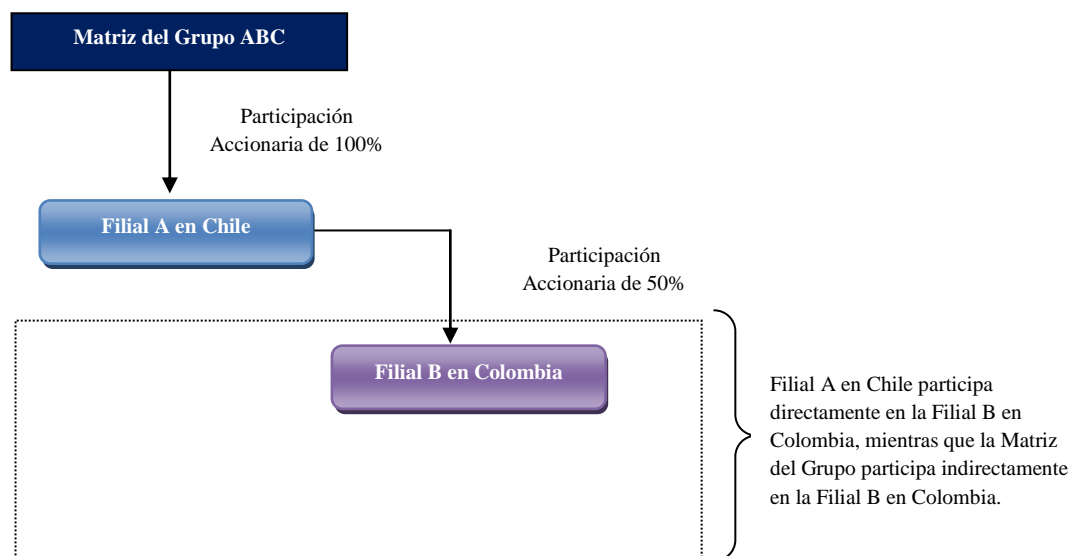 Matriz del Grupo ABC
Participación
Accionaria de 100%
Filial A en Chile
Participación
Accionaria de 50%
Filial B en Colombia
Filial A en Chile participa
directamente en la Filial B en
Colombia, mientras que la Matriz
del Grupo participa indirectamente
en la Filial B en Colombia.